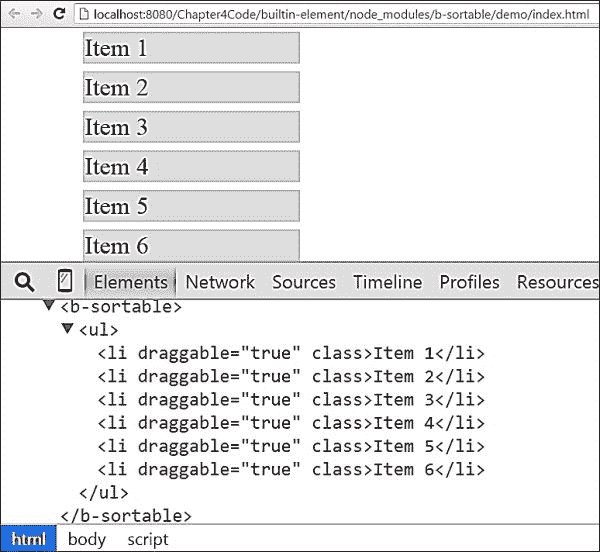 localhost:8080/Chapter4Code/builtin-element/node_modules/b-sortable/demo/index.html
Item 1
Item 2
Item 3
Item 4
Item 5
Item 6
Elements Network Sources Timeline Profiles Resources
<b-sortable>
<ul>
<li draggable="true" class>Item 1</li>
<li draggable="true" class>Item 2</li>
<li draggable="true" class>Item 3</li>
<li draggable="true" class>Item 4</li>
<li draggable="true" class>Item 5</li>
<li draggable="true" class>Item 6</li>
</ul>
</b-sortable>
html body script